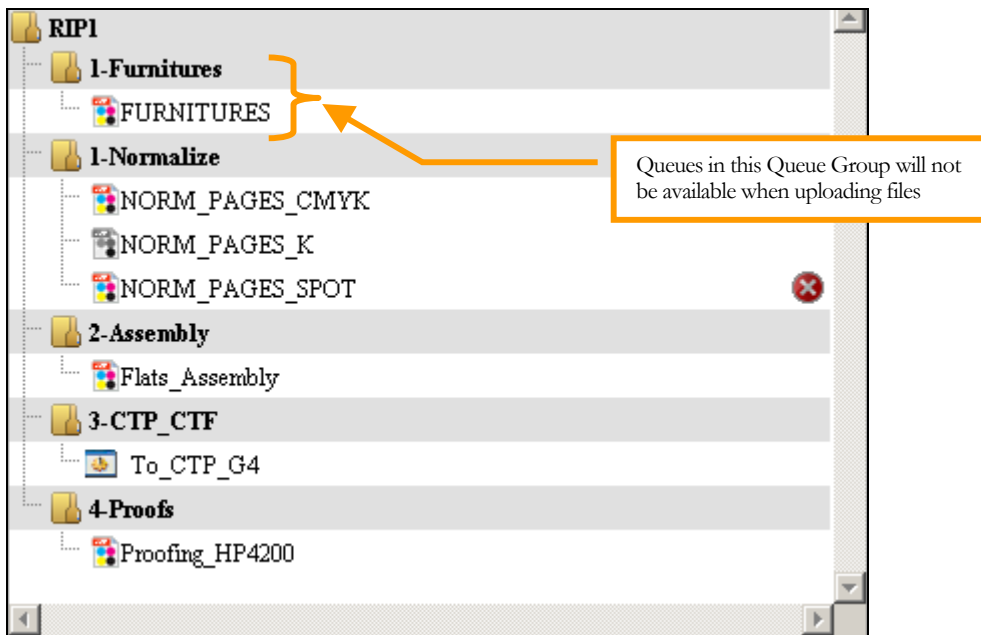 RIP1
1-Furnitures
FURNITURES
1-Normalize
Queues in this Queue Group will not
be available when uploading files
NORM_PAGES_CMYK
NORM_PAGES_K
NORM_PAGES_SPOT
2-Assembly
Flats_Assembly
3-CTP_CTF
To_CTP_G4
4-Proofs
Proofing_HP4200